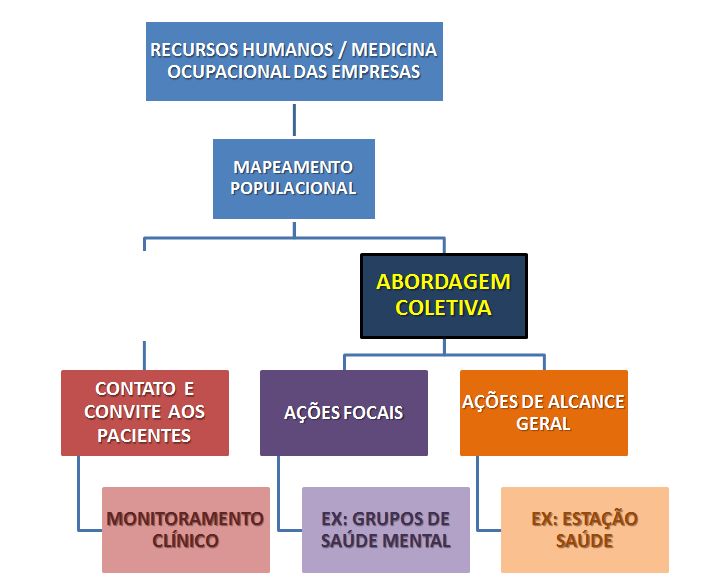 RECURSOS HUMANOS / MEDICINA
OCUPACIONAL DAS EMPRESAS
MAPEAMENTO
POPULACIONAL
ABORDAGEM
COLETIVA
CONTATO E
CONVITE AOS
PACIENTES
AÇÕES FOCAIS
AÇÕES DE ALCANCE
GERAL
MONITORAMENTO
CLÍNICO
EX: GRUPOS DE
SAÚDE MENTAL
EX: ESTAÇÃO
SAÚDE